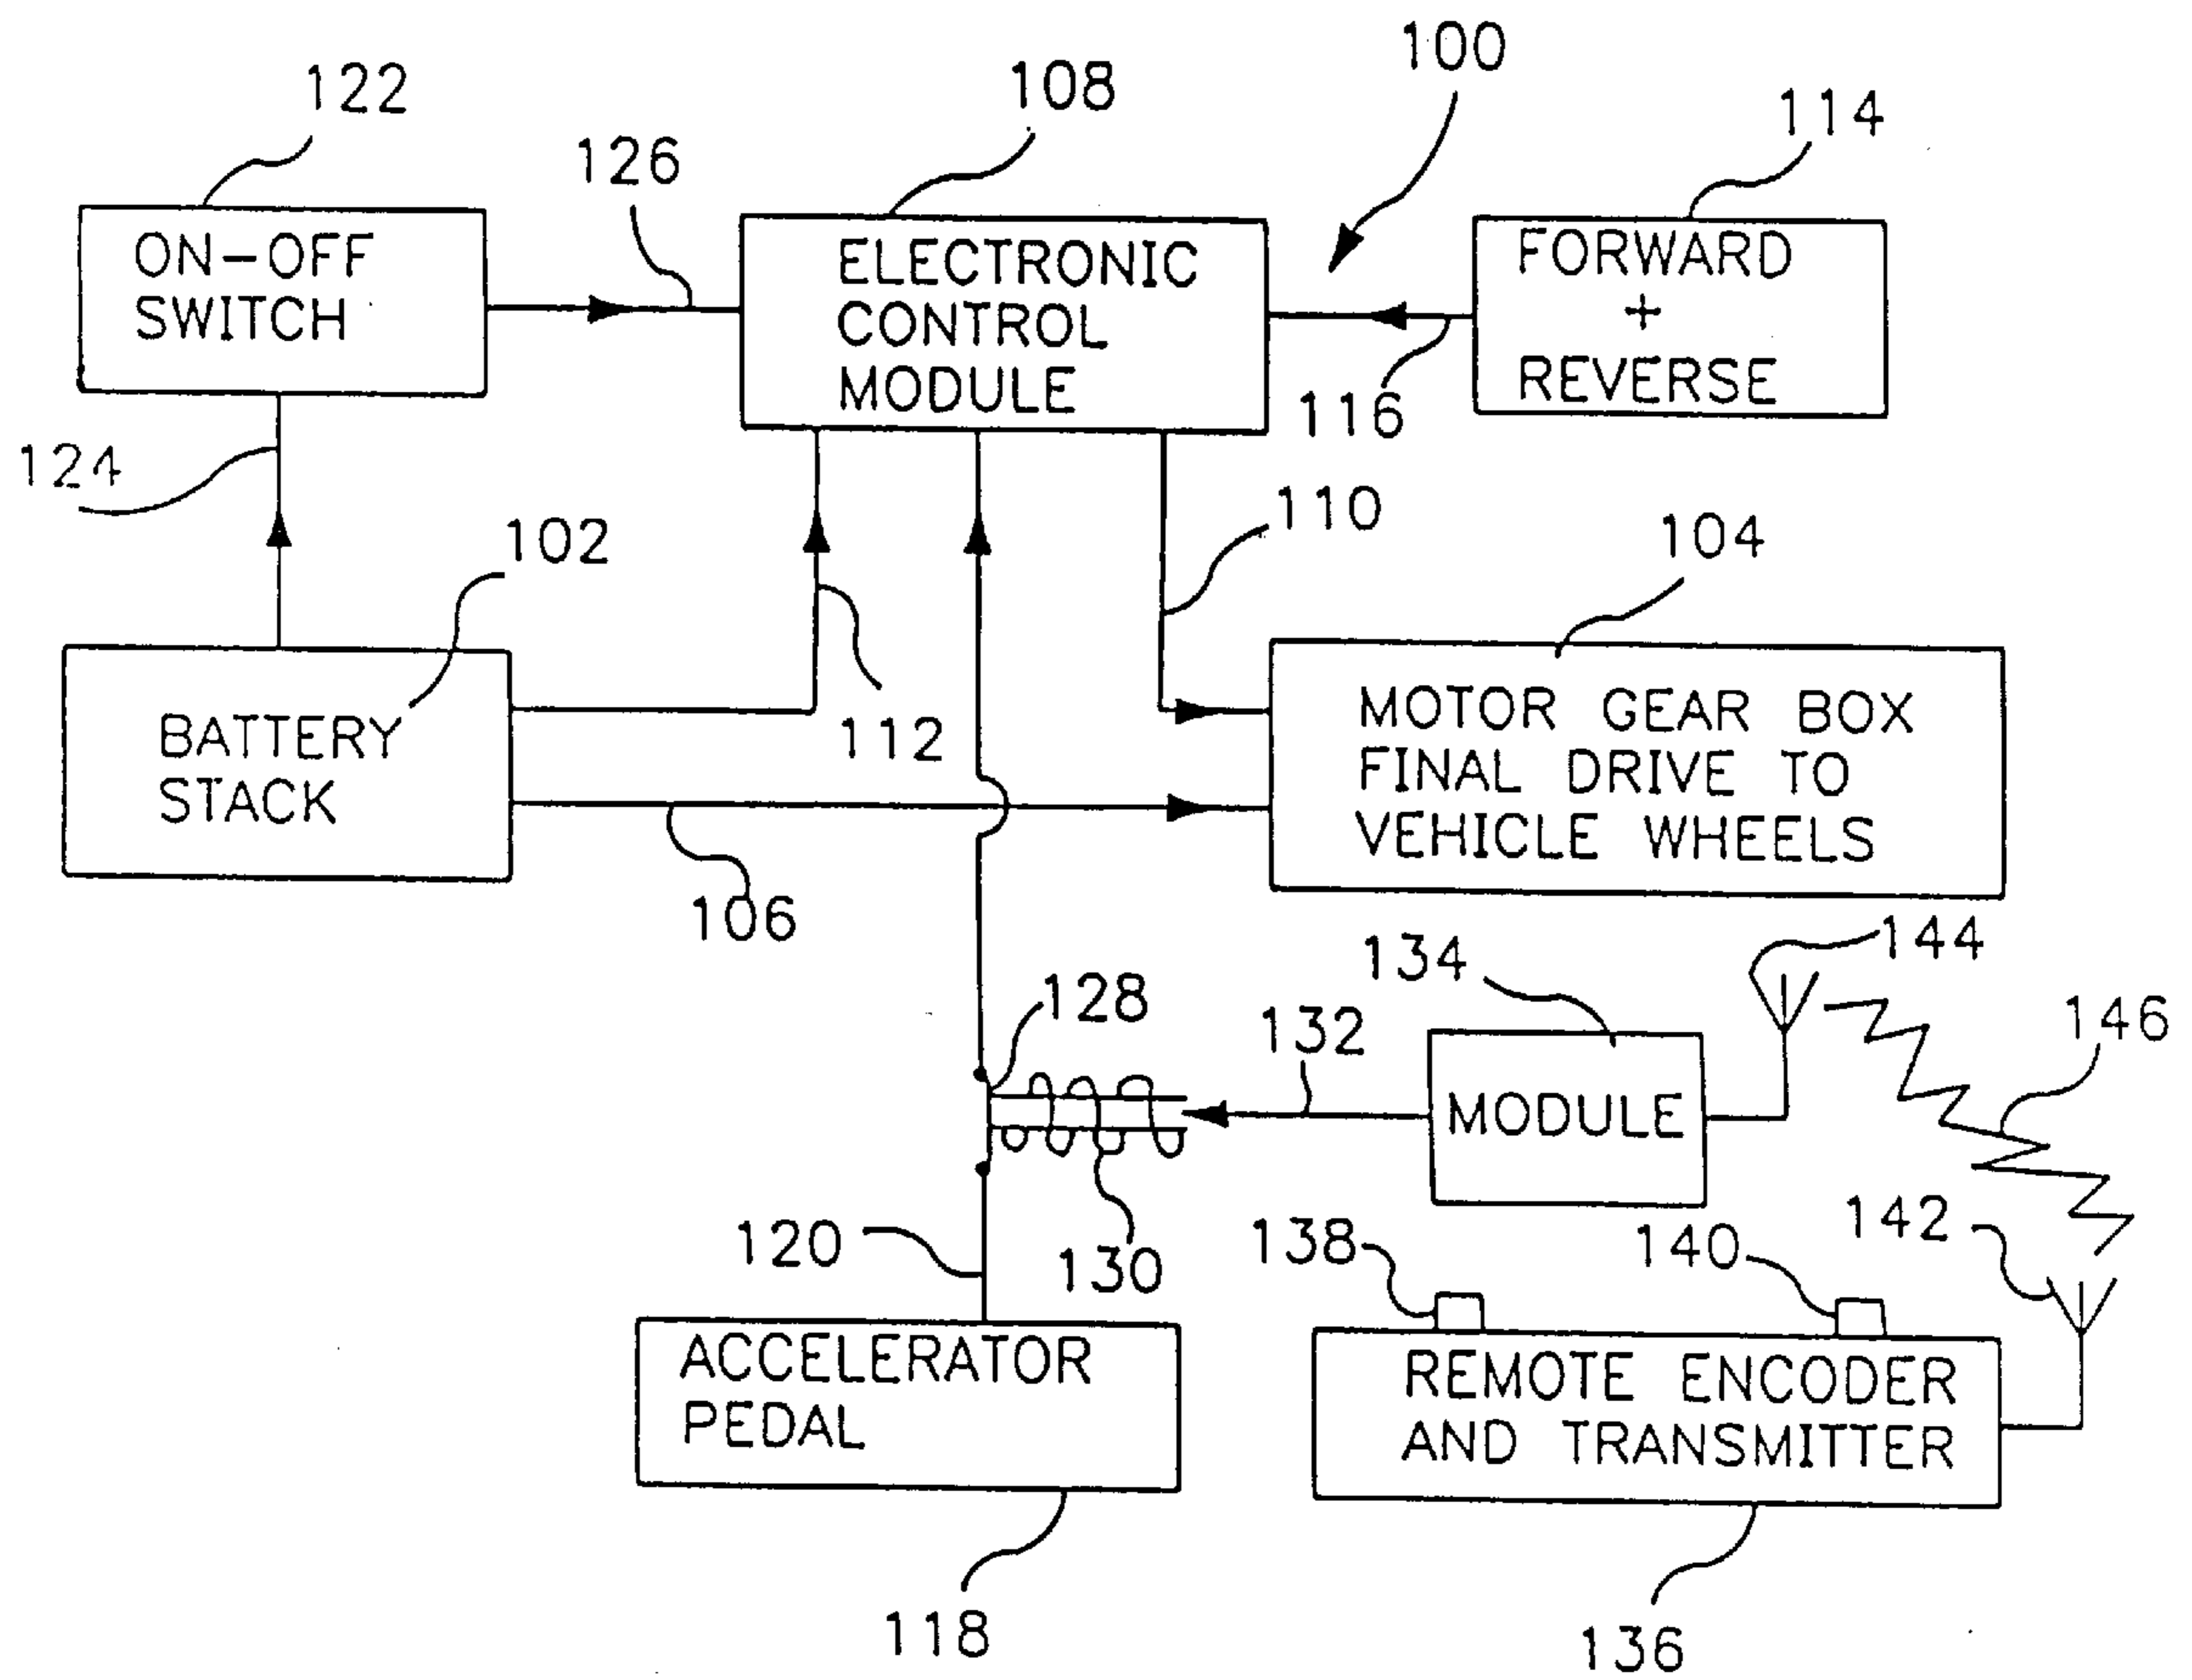 100
122
108
114
126
ON-OFF
SWITCH
ELECTRONIC
CONTROL
MODULE
FORWARD
+
REVERSE
116
124
110
102
104
BATTERY
STACK
112
MOTOR GEAR BOX
FINAL DRIVE TO
VEHICLE WHEELS
106
144
134
128
146
132
MODULE
120
130
138
140
142
ACCELERATOR
PEDAL
REMOTE ENCODER
AND TRANSMITTER
118
136